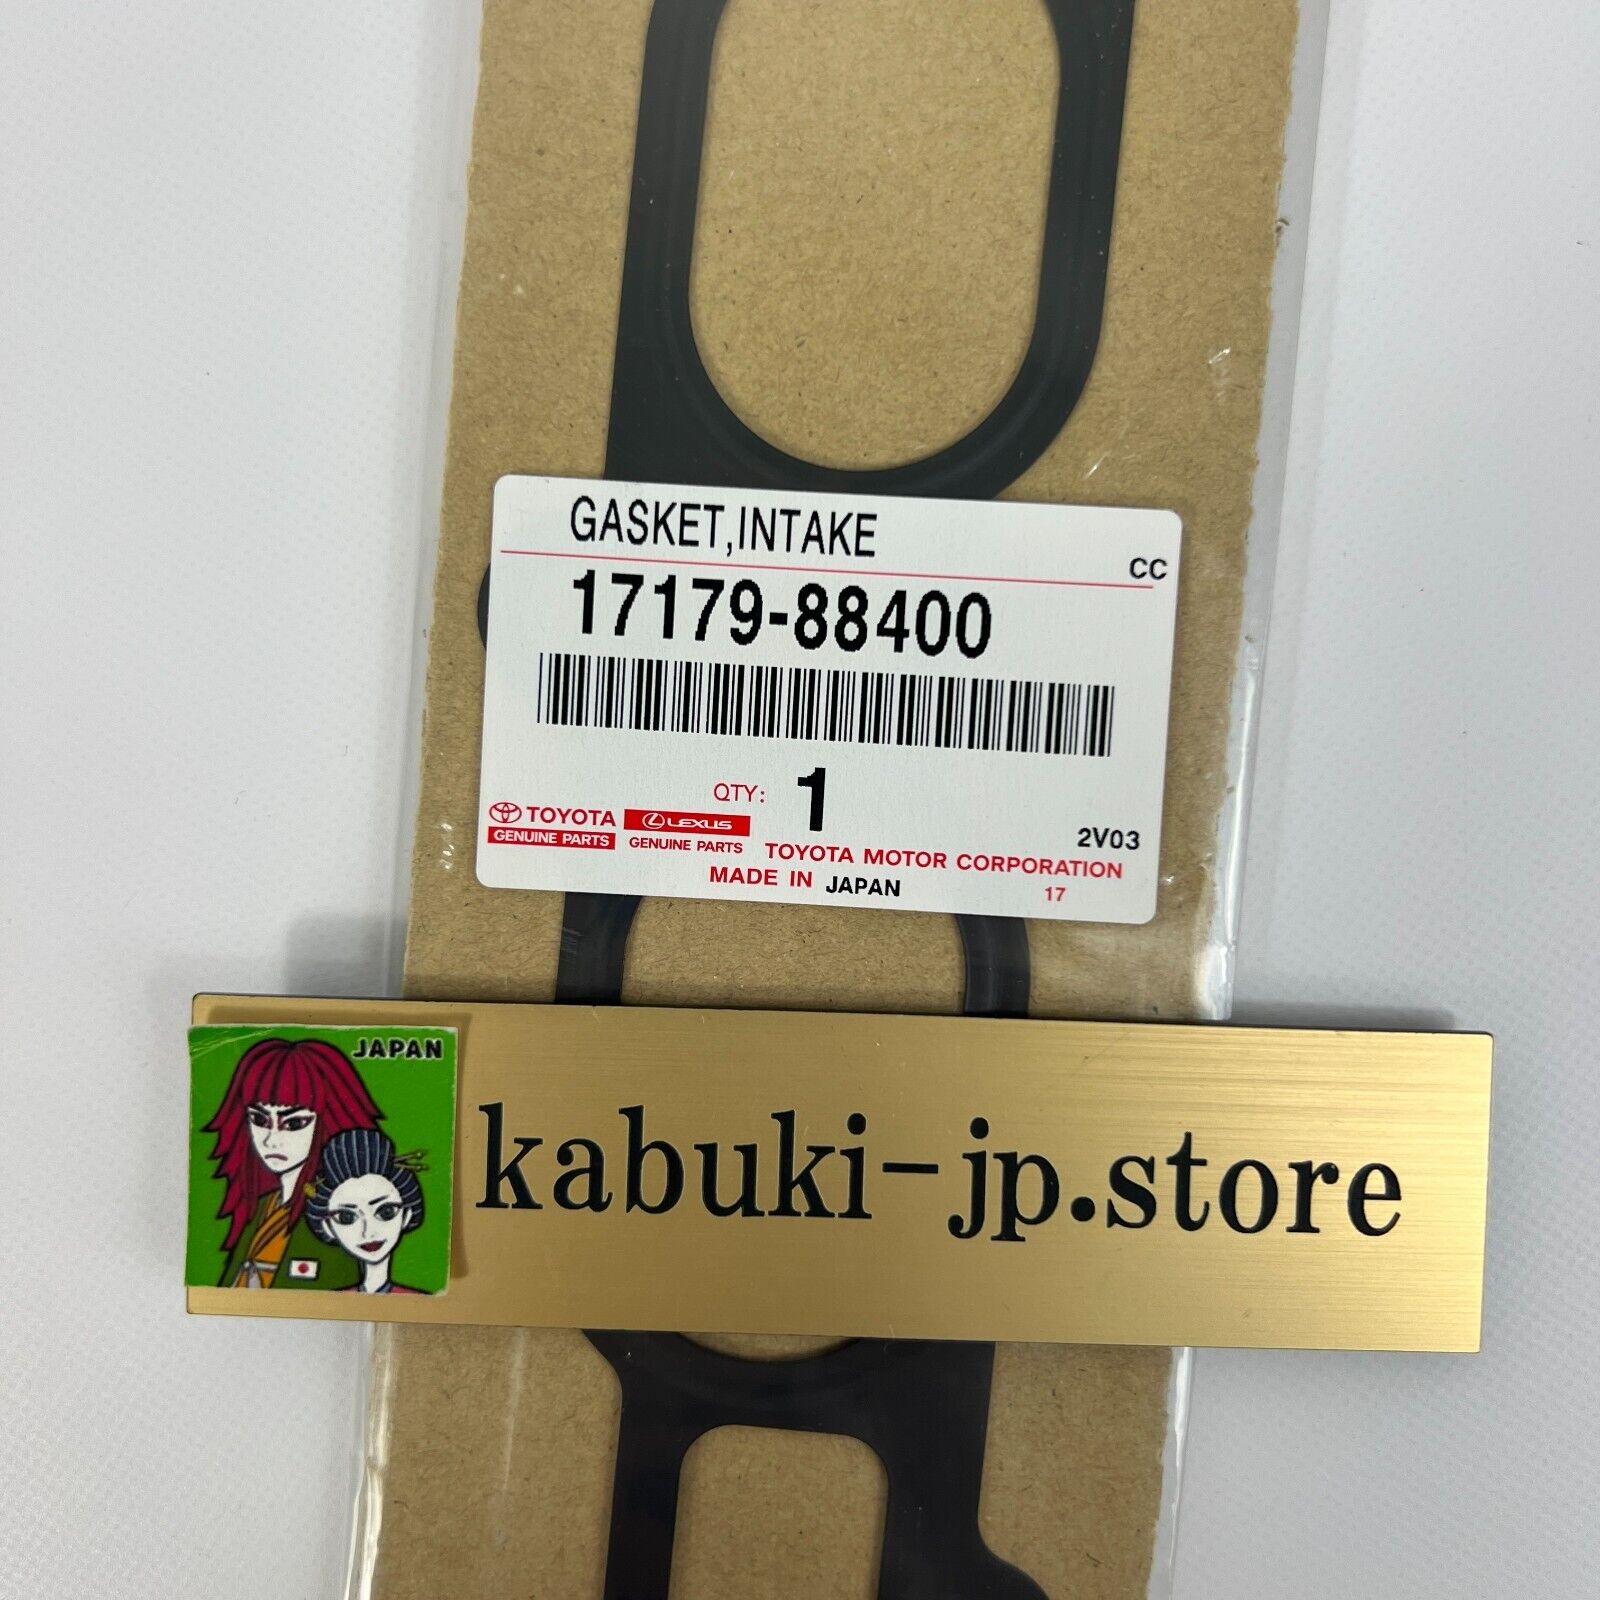 GASKET,INTAKE
CC
17179-88400
QTY: 1
TOYOTA LEXUS
2V03
GENUINE PARTS GENUINE PARTS
TOYOTA MOTOR CORPORATION
MADE IN JAPAN
17
JAPAN
kabuki-jp.store